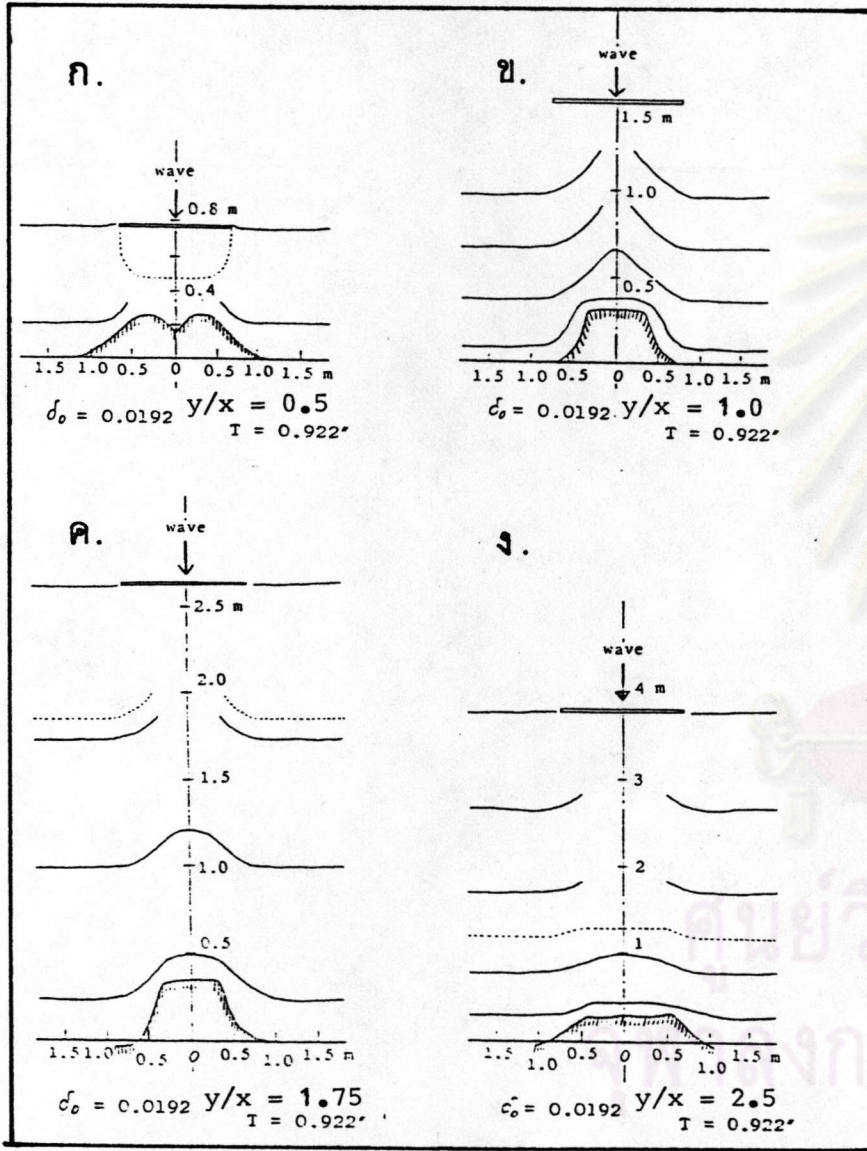 ก.
wave
0.8 m
0.4
1.5 1.0 0.5 0 0.5 1.0 1.5 m
δ₀ = 0.0192 y/x = 0.5
T = 0.922"
ข.
wave
1.5 m
1.0
0.5
1.5 1.0 0.5 0 0.5 1.0 1.5 m
δ₀ = 0.0192 y/x = 1.0
T = 0.922"
ค.
wave
2.5 m
2.0
1.5
1.0
0.5
1.5 1.0 0.5 0 0.5 1.0 1.5 m
δ₀ = 0.0192 y/x = 1.75
T = 0.922"
ง.
wave
4 m
3
2
1
1.0 0.5 0 0.5 1.0 1.5 m
= 0.0192 y/x = 2.5
T = 0.922"